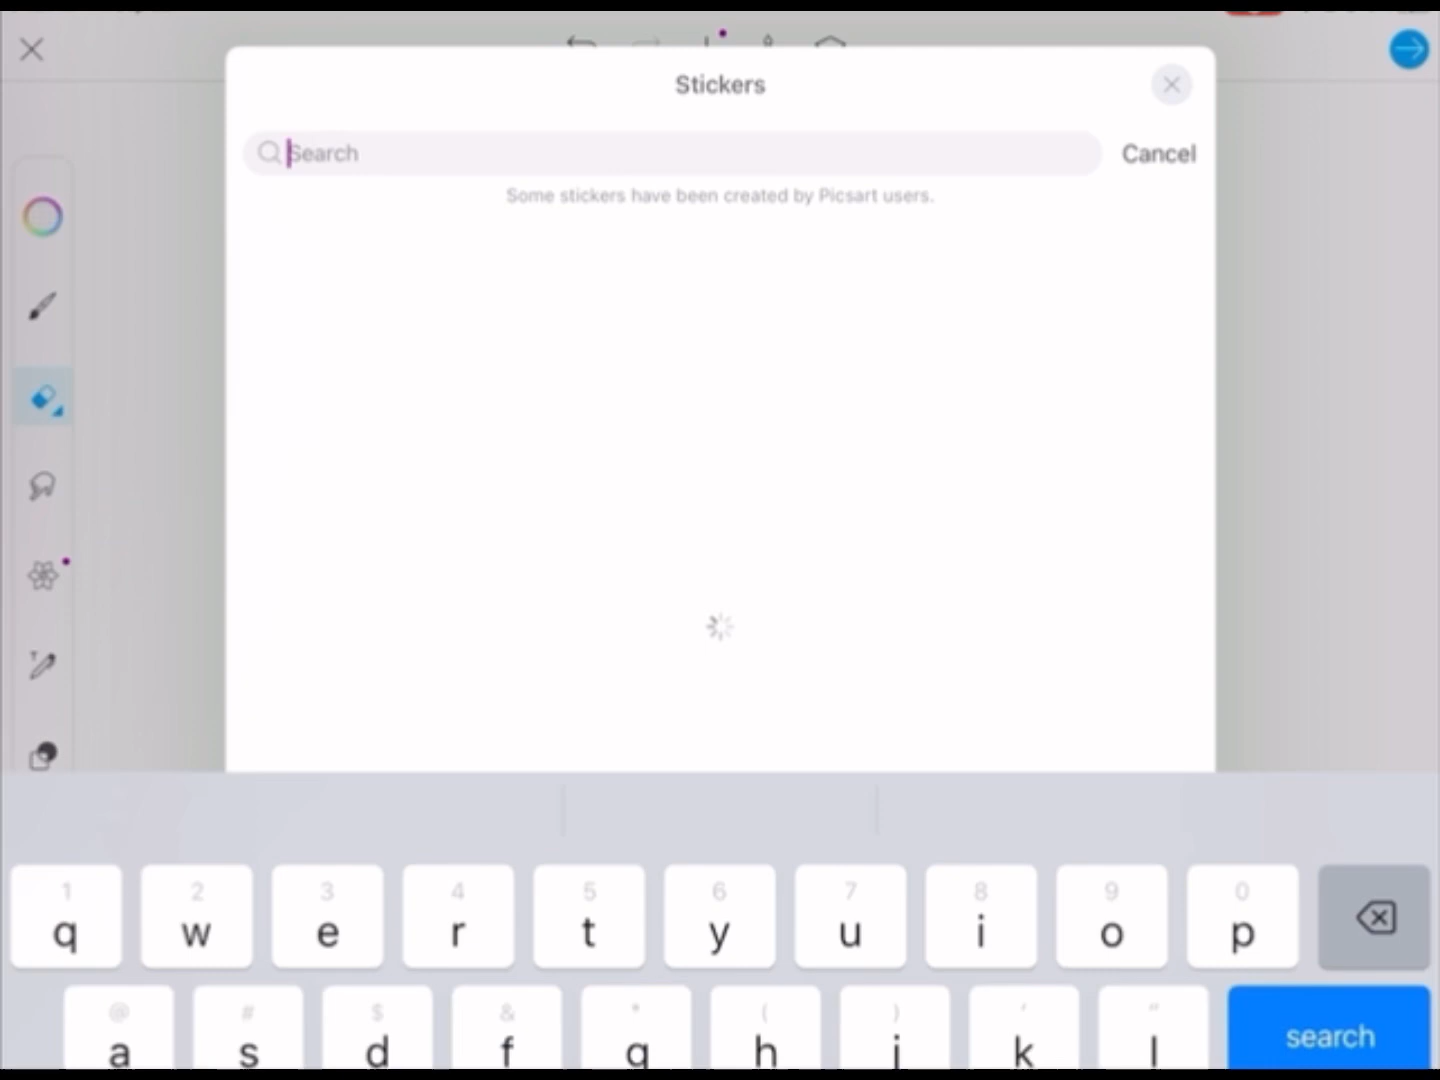 Stickers
Search
Cancel
Some stickers have been created by Picsart users.
1 2 3 4 5 6 7 8 9 0
q w e r t y u i o p
@ # $ & * ( ) ' "
a s d f g h j k l search